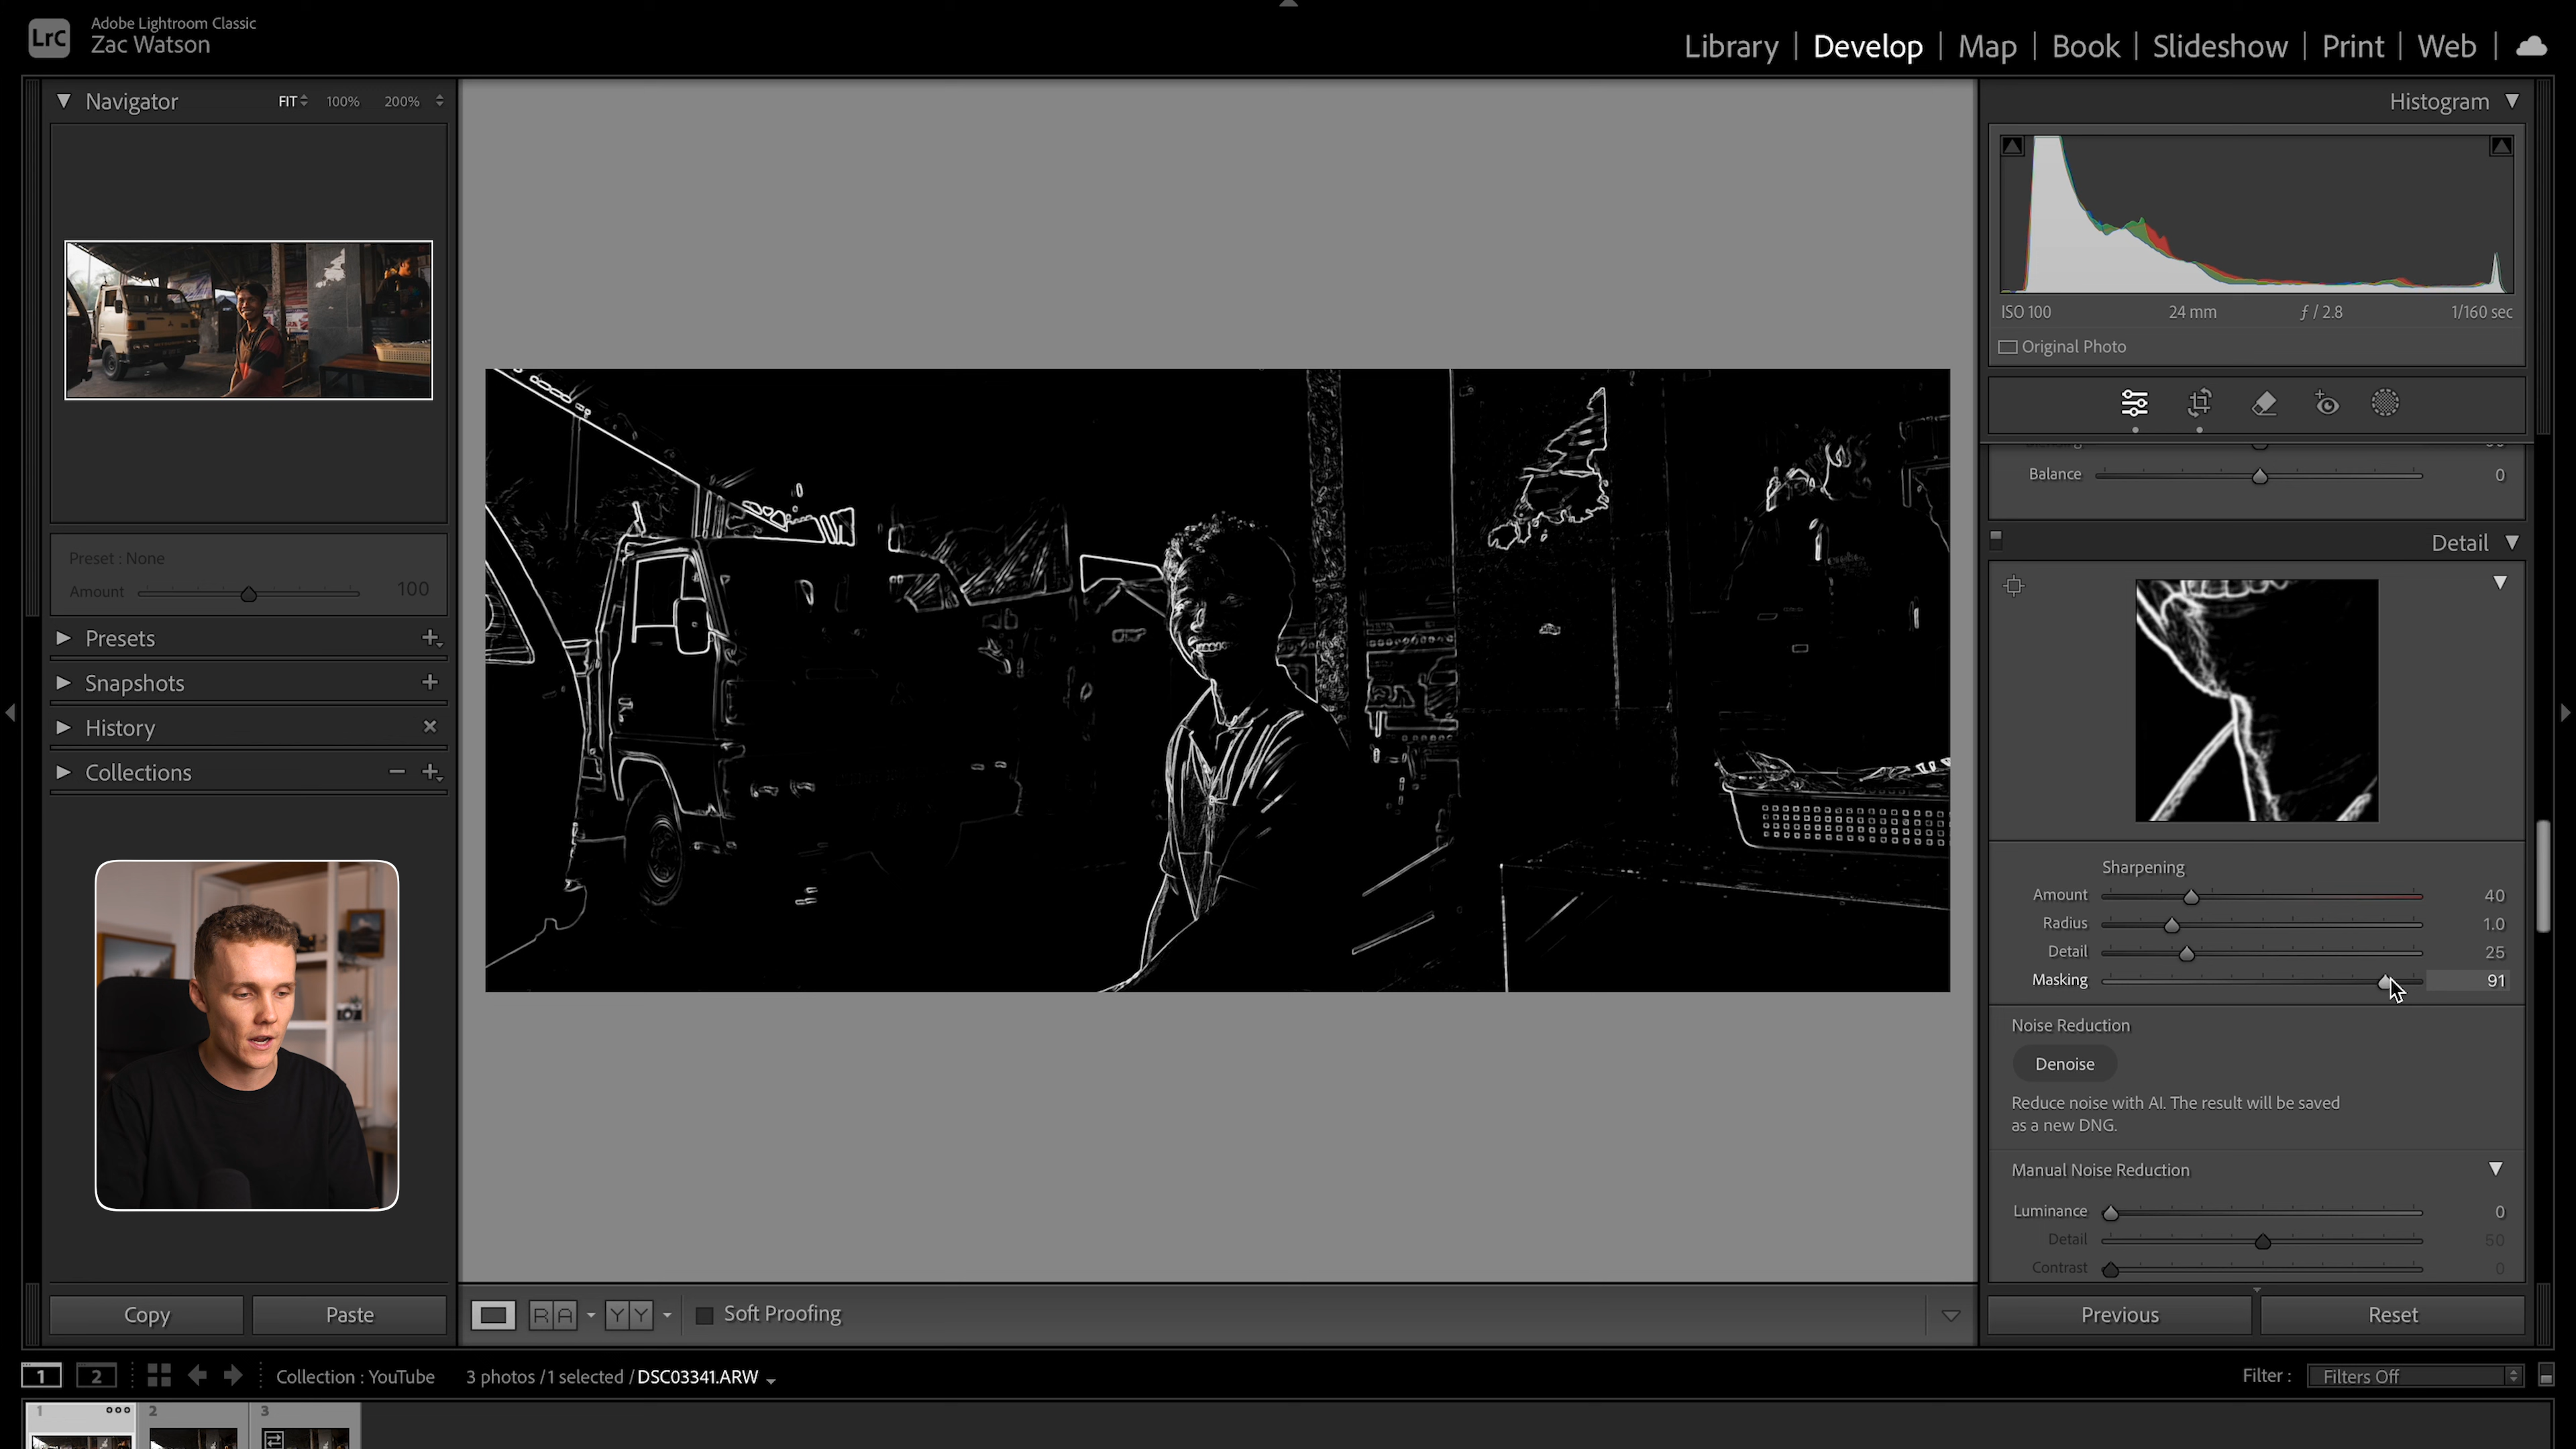 LrC
Adobe Lightroom Classic
Zac Watson
Library | Develop | Map | Book | Slideshow | Print | Web |
Navigator
FIT 100% 200%
Preset : None
Amount 100
Presets
Snapshots
History
Collections
Copy
Paste
RA YY Soft Proofing
Histogram
ISO 100 24 mm ƒ / 2.8 1/160 sec
Original Photo
Balance 0
Detail
Sharpening
Amount 40
Radius 1.0
Detail 25
Masking 91
Noise Reduction
Denoise
Reduce noise with AI. The result will be saved
as a new DNG.
Manual Noise Reduction
Luminance 0
Detail 50
Contrast 0
Previous
Reset
1 2 Collection : YouTube 3 photos /1 selected /DSC03341.ARW Filter : Filters Off
1 2 3